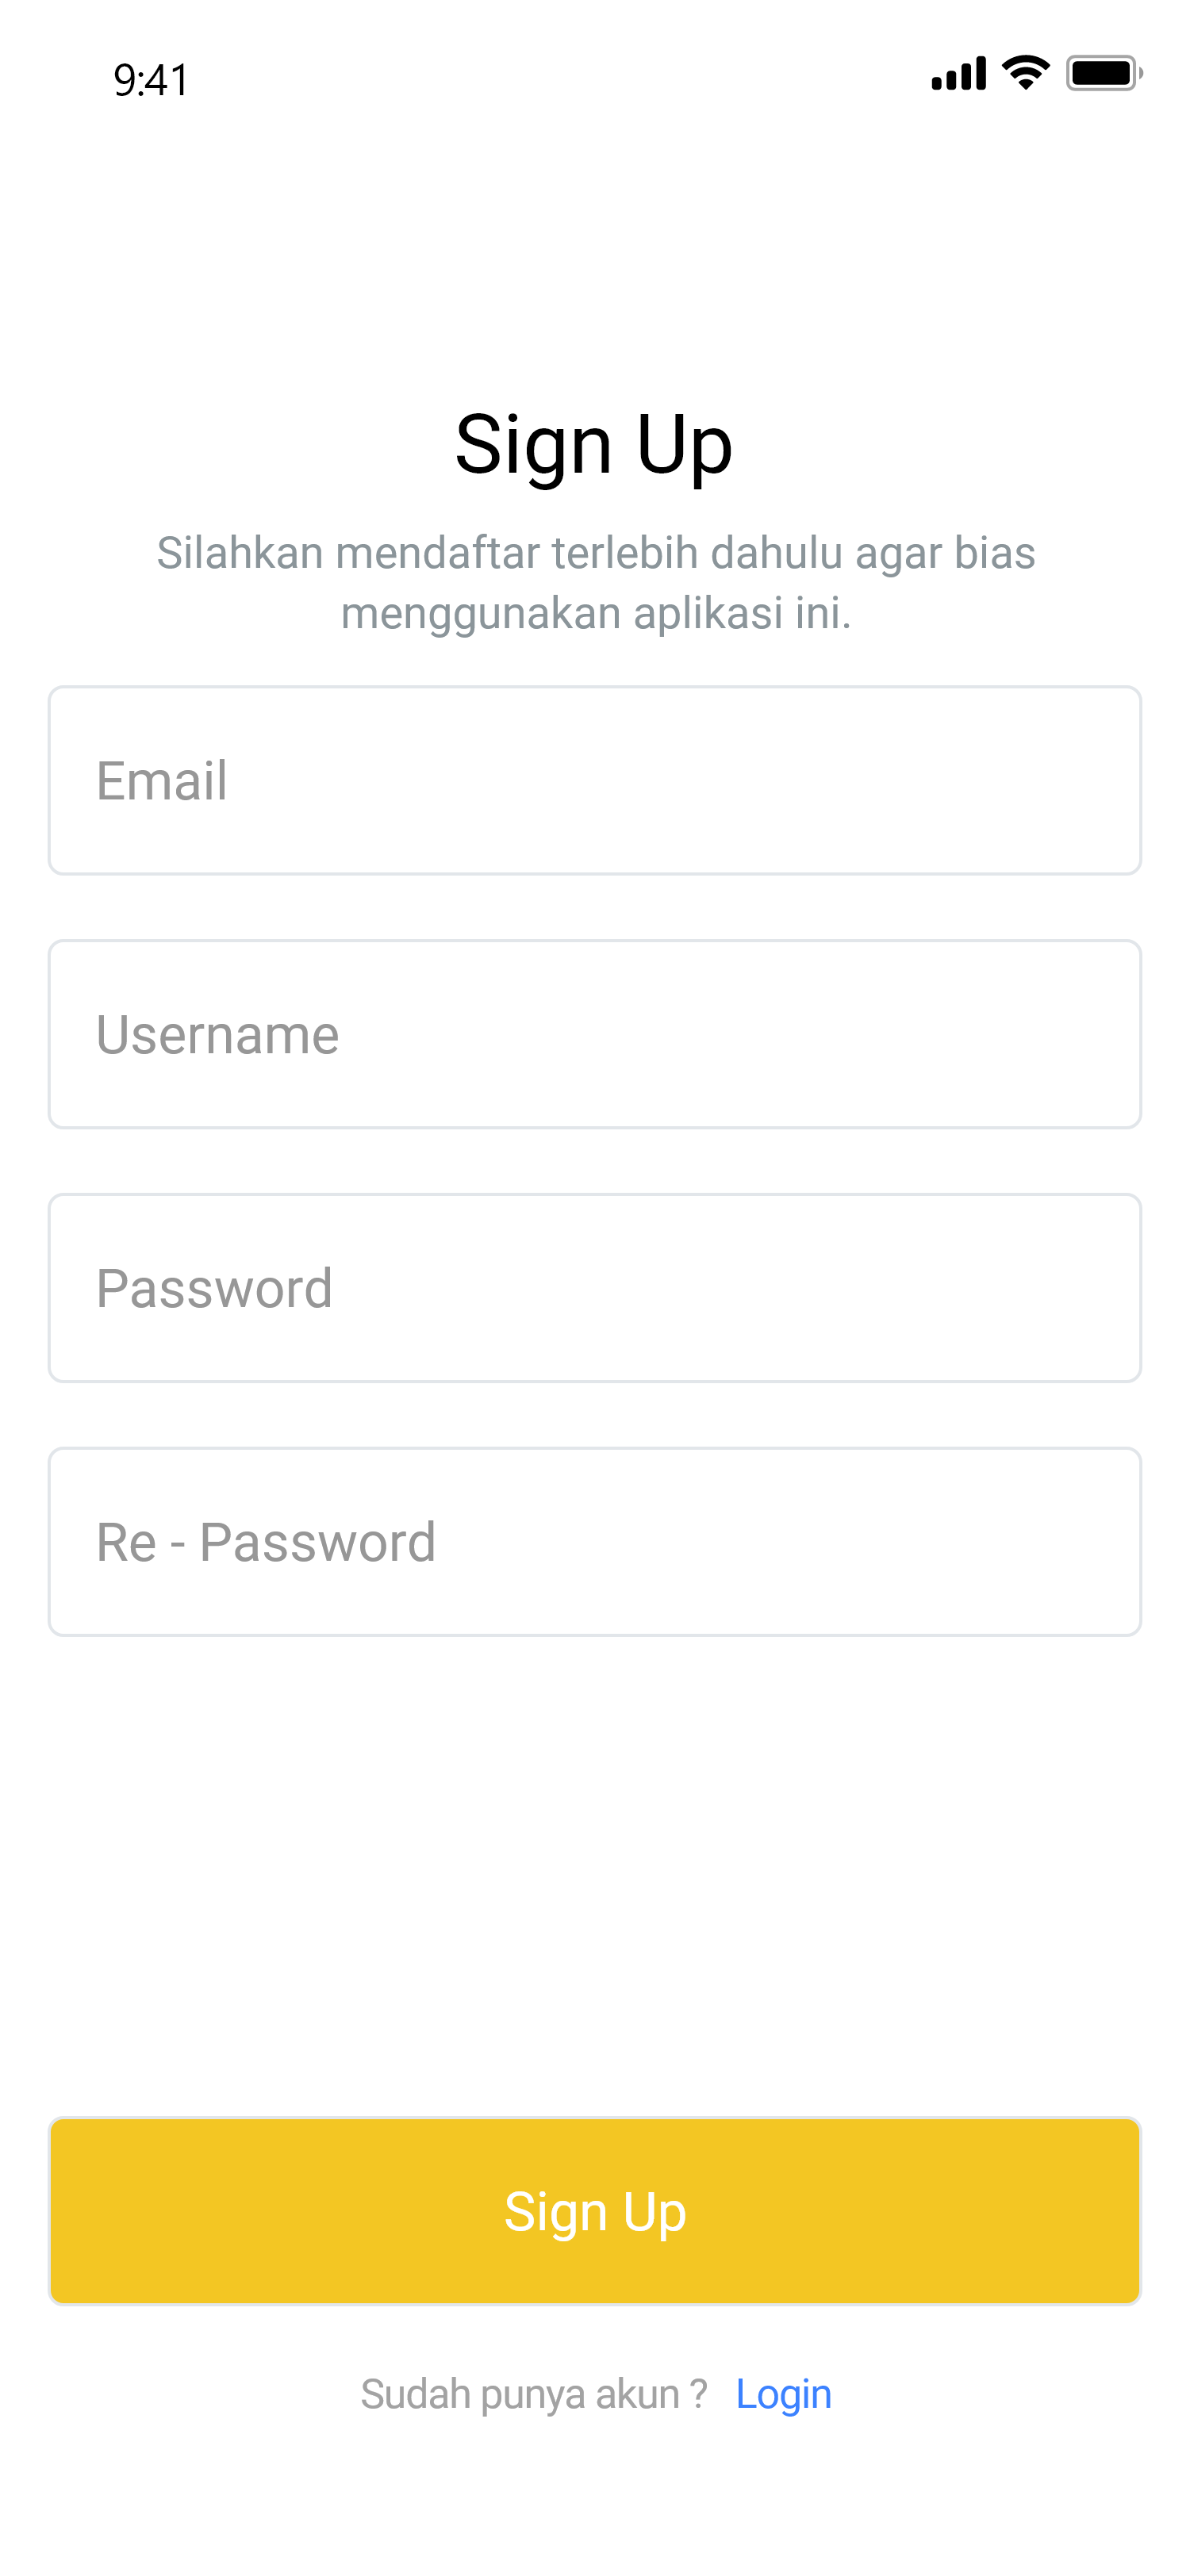 9:41
Sign Up
Silahkan mendaftar terlebih dahulu agar bias
menggunakan aplikasi ini.
Email
Username
Password
Re - Password
Sign Up
Sudah punya akun ? Login